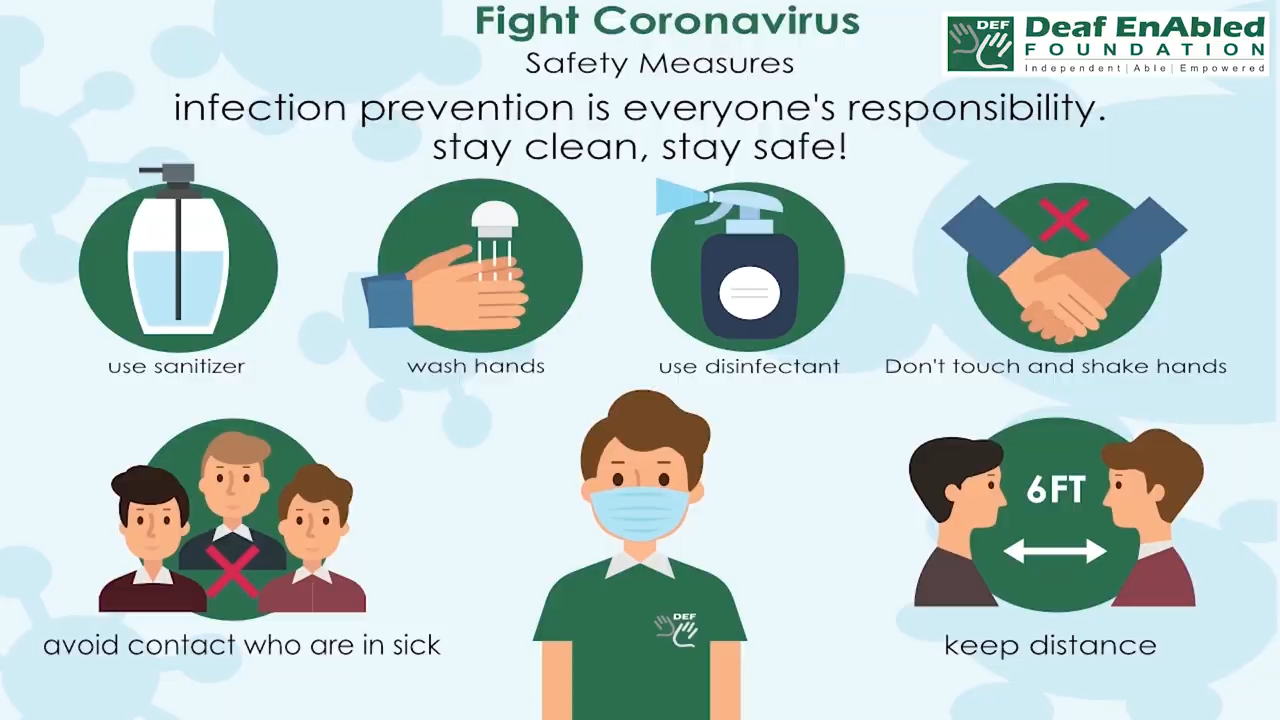 Fight Coronavirus
Safety Measures
DEF
Deaf EnAbled
FOUNDATION
Independent | Able | Empowered
infection prevention is everyone's responsibility.
stay clean, stay safe!
use sanitizer
wash hands
use disinfectant
Don't touch and shake hands
6FT
DEF
avoid contact who are in sick
keep distance